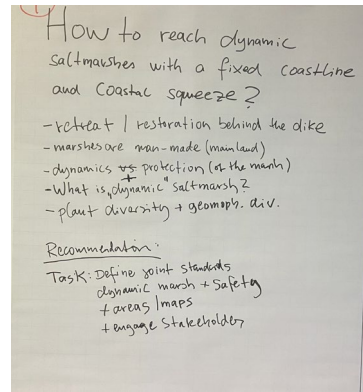 1
How to reach dynamic
saltmarshes with a fixed coastline
and coastal squeeze?
- retreat / restoration behind the dike
- marshes are man-made (mainland)
- dynamics vs + protection (of the marsh)
- What is „dynamic" saltmarsh?
- plant diversity + geomoph. div.
Recommendation:
Task: Define joint standards
dynamic marsh + safety
+ areas / maps
+ engage stakeholders